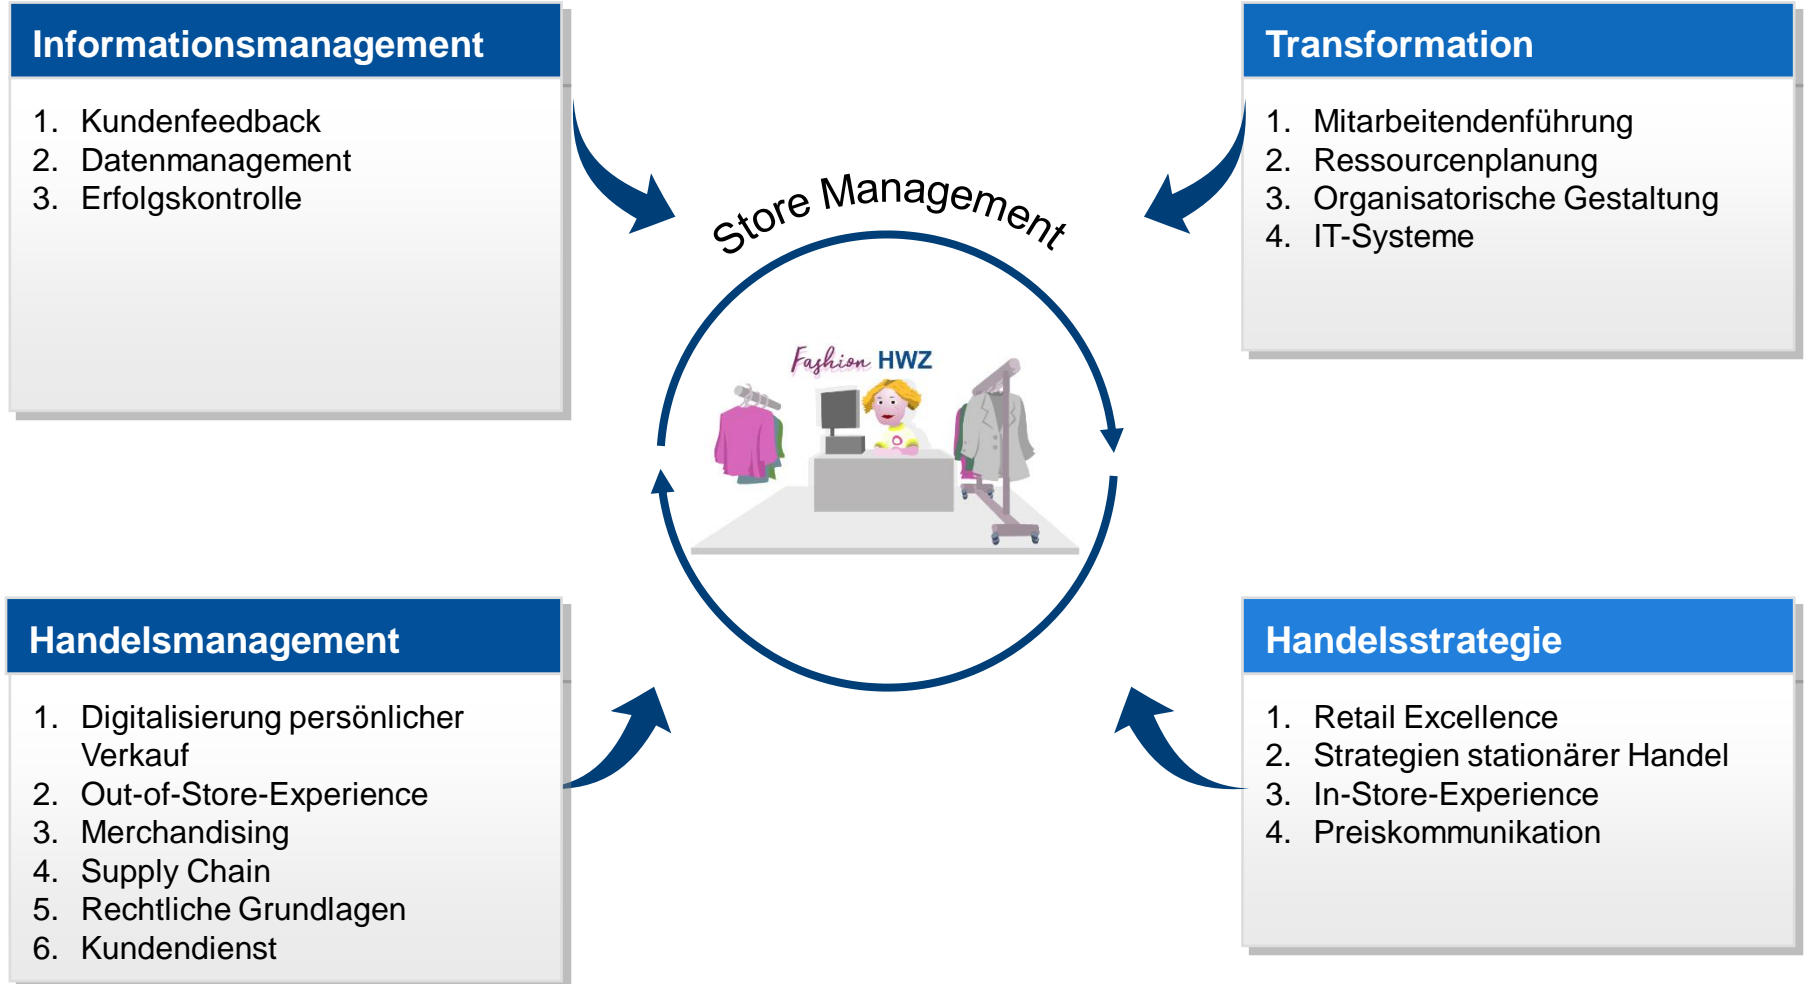 Informationsmanagement
1. Kundenfeedback
2. Datenmanagement
3. Erfolgskontrolle
Transformation
1. Mitarbeitendenführung
2. Ressourcenplanung
3. Organisatorische Gestaltung
4. IT-Systeme
Store Management
Fashion HWZ
Handelsmanagement
1. Digitalisierung persönlicher
Verkauf
2. Out-of-Store-Experience
3. Merchandising
4. Supply Chain
5. Rechtliche Grundlagen
6. Kundendienst
Handelsstrategie
1. Retail Excellence
2. Strategien stationärer Handel
3. In-Store-Experience
4. Preiskommunikation